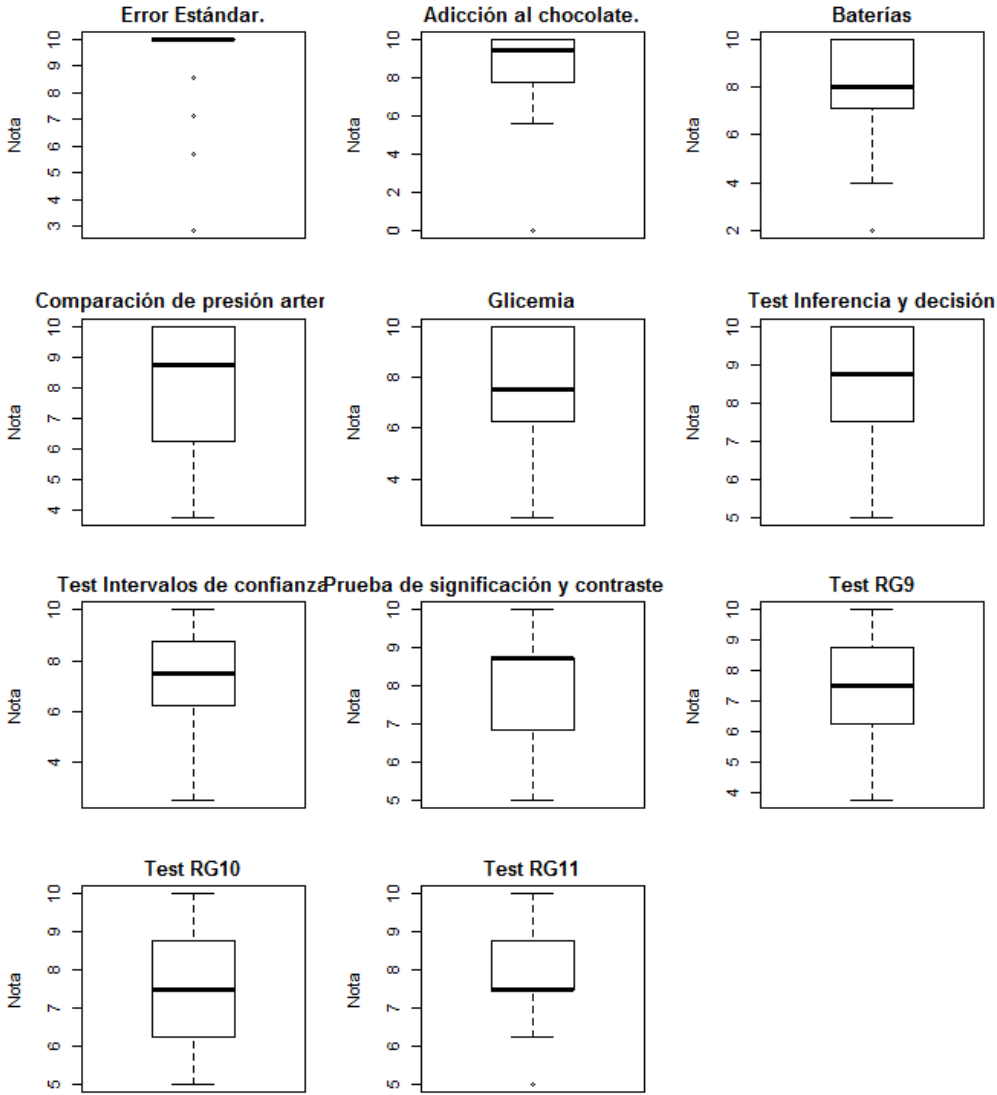 Error Estándar.
Nota
10
9
8
7
6
5
4
3
Adicción al chocolate.
Nota
10
8
6
4
2
0
Baterías
Nota
10
8
6
4
2
Comparación de presión arter
Nota
10
9
8
7
6
5
4
Glicemia
Nota
10
8
6
4
Test Inferencia y decisión
Nota
10
9
8
7
6
5
Test Intervalos de confianza
Nota
10
8
6
4
Prueba de significación y contraste
Nota
10
9
8
7
6
5
Test RG9
Nota
10
9
8
7
6
5
4
Test RG10
Nota
10
9
8
7
6
5
Test RG11
Nota
10
9
8
7
6
5